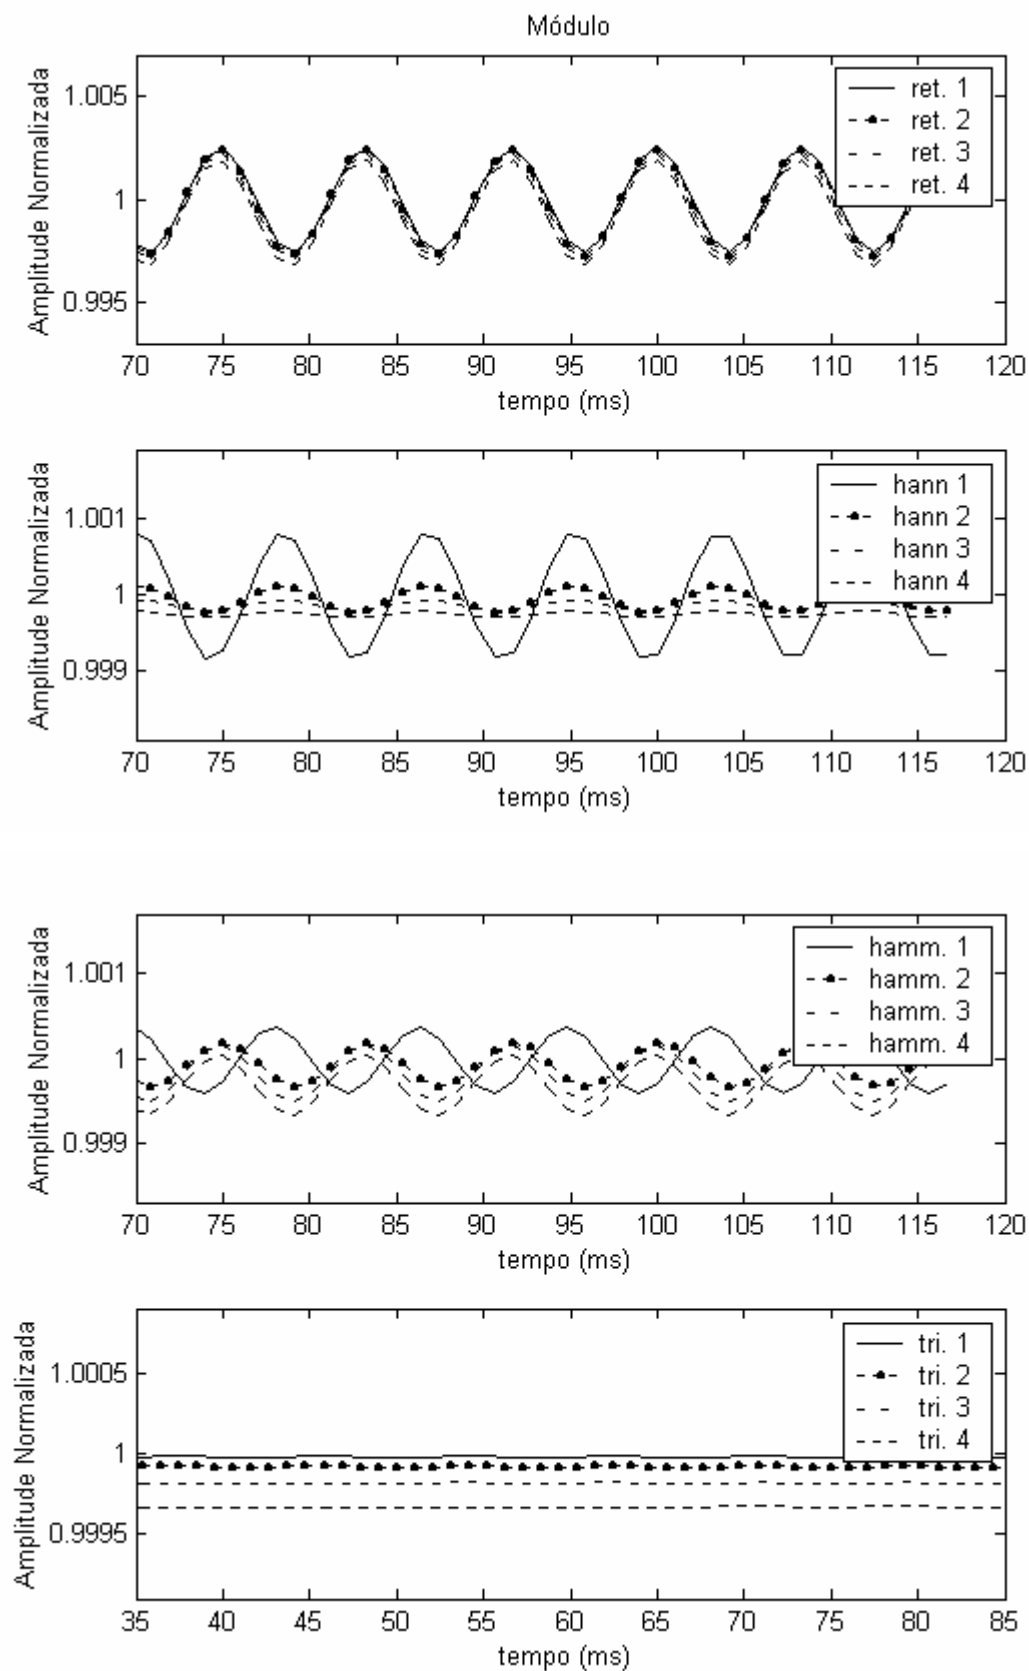 Módulo
Amplitude Normalizada
1.005
1
0.995
ret. 1
ret. 2
ret. 3
ret. 4
70 75 80 85 90 95 100 105 110 115 120
tempo (ms)
Amplitude Normalizada
1.001
1
0.999
hann 1
hann 2
hann 3
hann 4
70 75 80 85 90 95 100 105 110 115 120
tempo (ms)
Amplitude Normalizada
1.001
1
0.999
hamm. 1
hamm. 2
hamm. 3
hamm. 4
70 75 80 85 90 95 100 105 110 115 120
tempo (ms)
Amplitude Normalizada
1.0005
1
0.9995
tri. 1
tri. 2
tri. 3
tri. 4
35 40 45 50 55 60 65 70 75 80 85
tempo (ms)